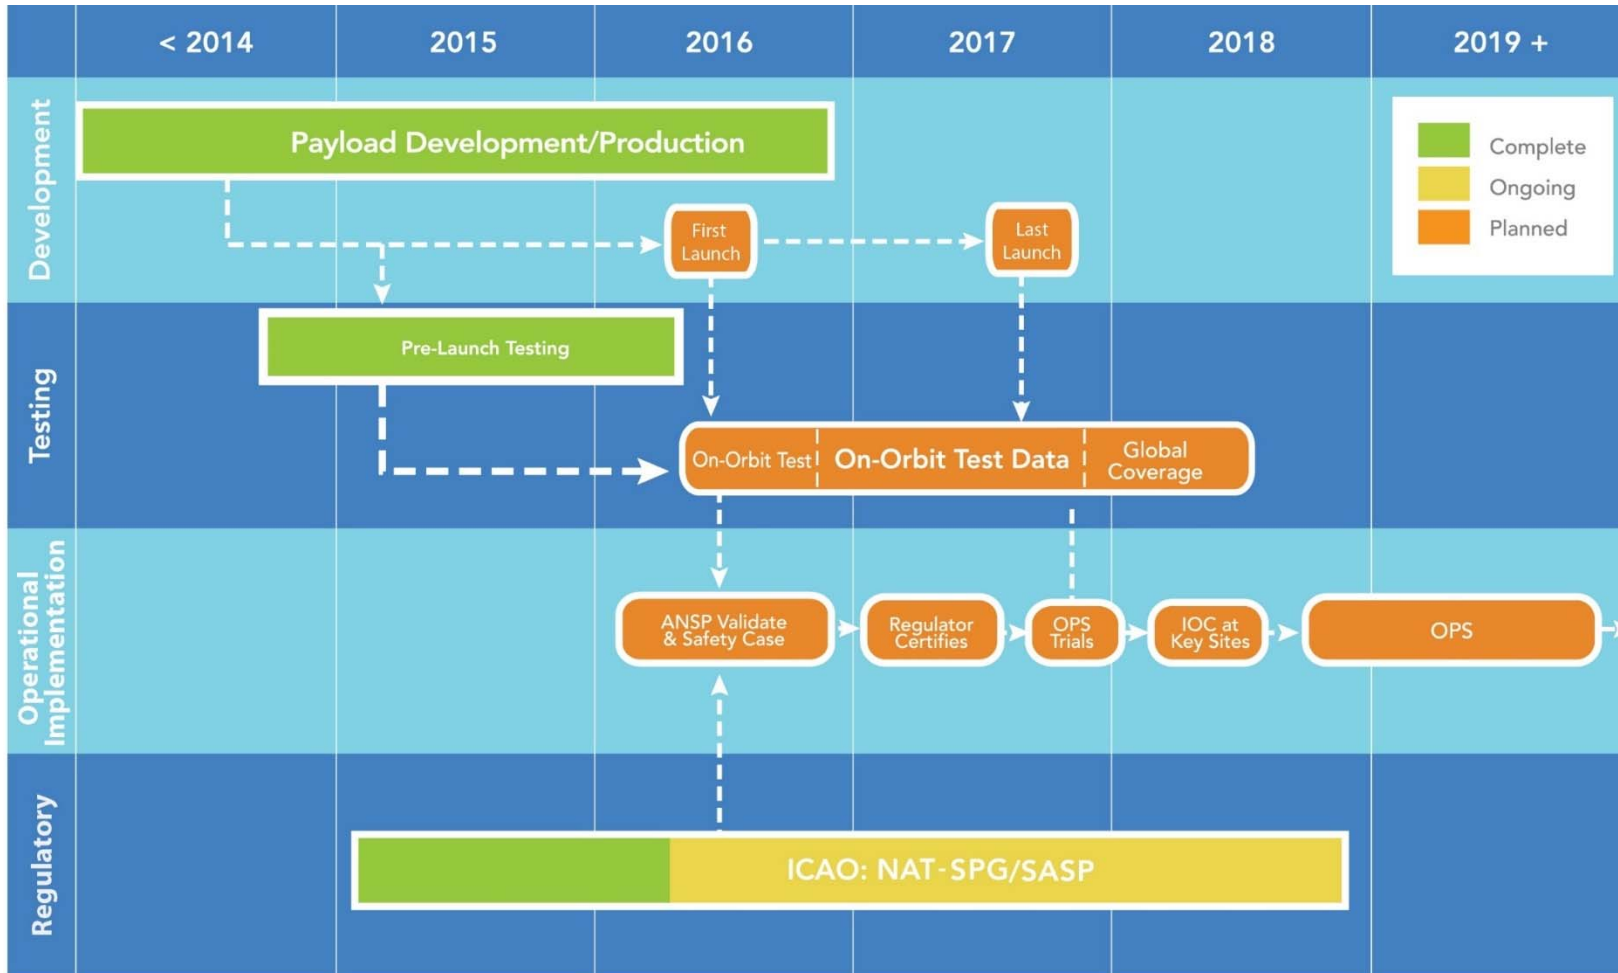 < 2014
2015
2016
2017
2018
2019 +
Development
Payload Development/Production
First
Launch
Last
Launch
Complete
Ongoing
Planned
Testing
Pre-Launch Testing
On-Orbit Test
On-Orbit Test Data
Global
Coverage
Operational
Implementation
ANSP Validate
& Safety Case
Regulator
Certifies
OPS
Trials
IOC at
Key Sites
OPS
Regulatory
ICAO: NAT-SPG/SASP